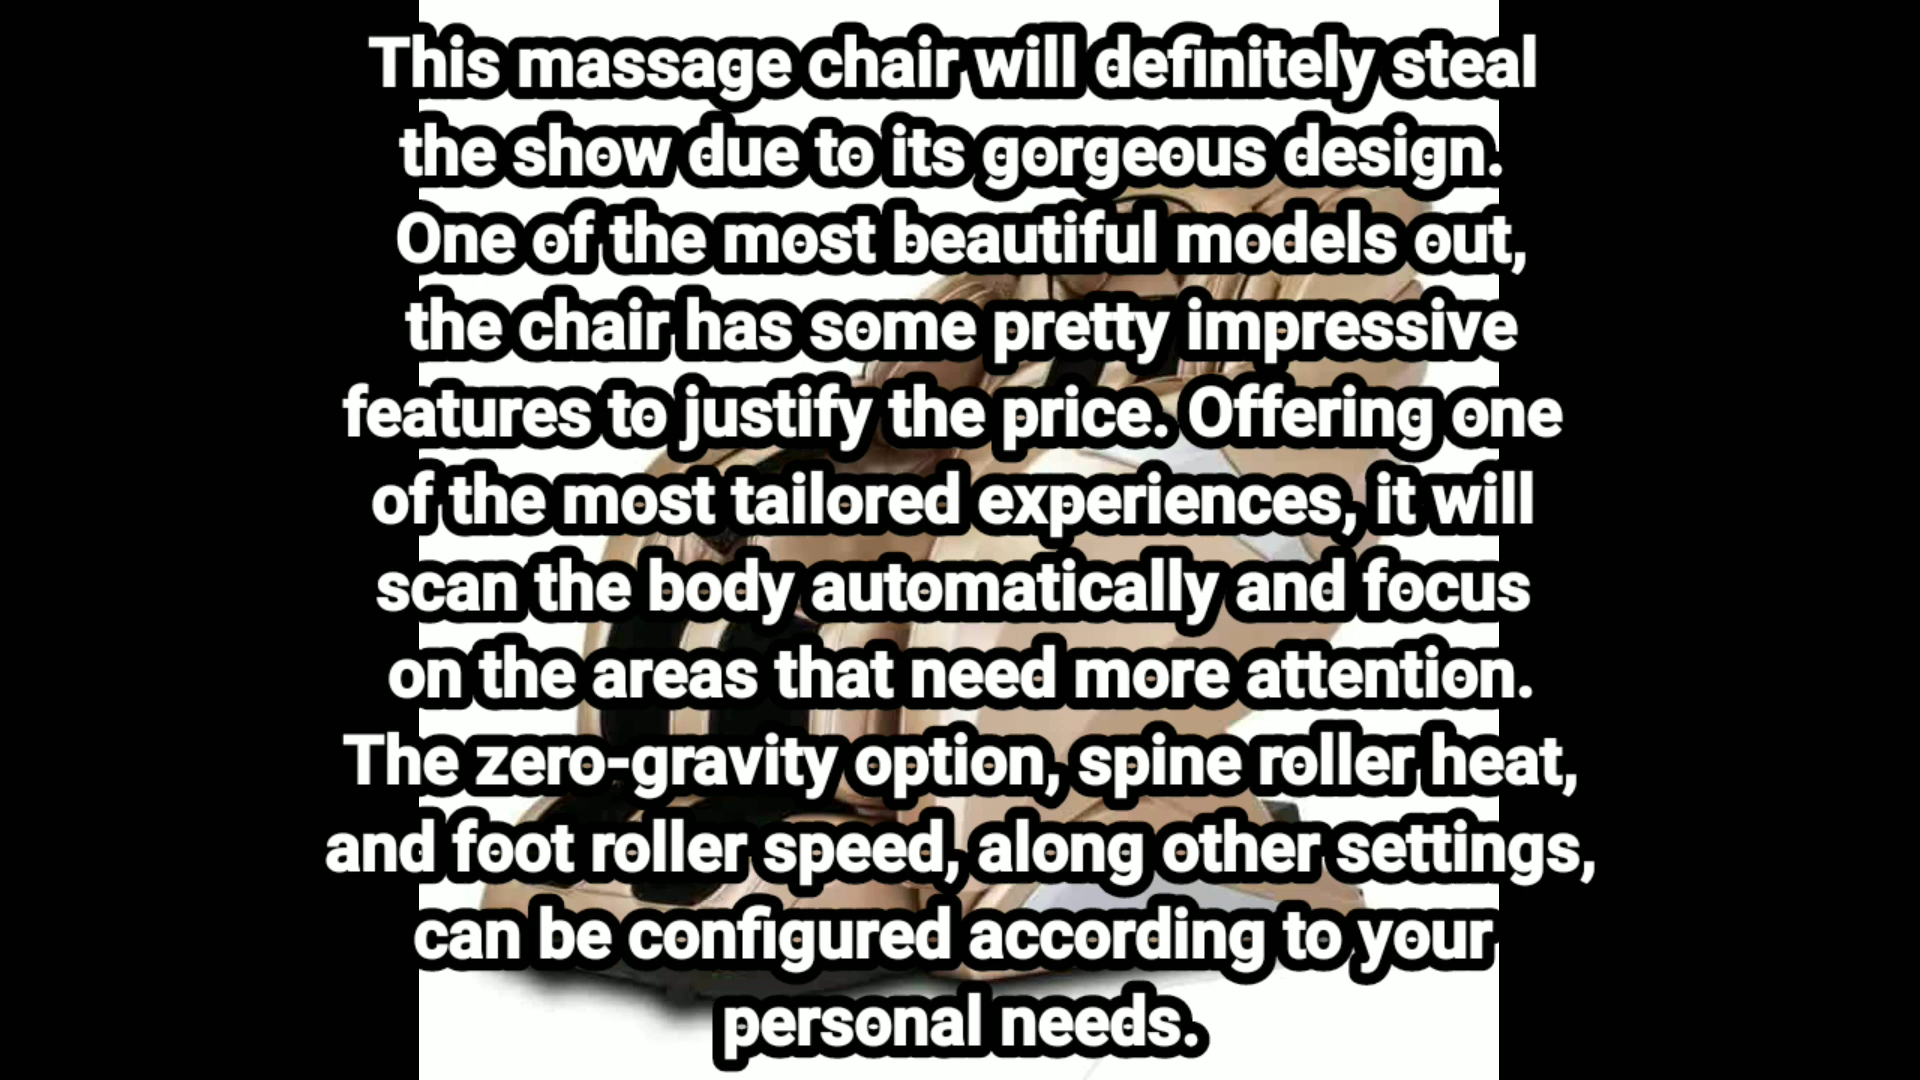 This massage chair will definitely steal
the show due to its gorgeous design.
One of the most beautiful models out,
the chair has some pretty impressive
features to justify the price. Offering one
of the most tailored experiences, it will
scan the body automatically and focus
on the areas that need more attention.
The zero-gravity option, spine roller heat,
and foot roller speed, along other settings,
can be configured according to your
personal needs.